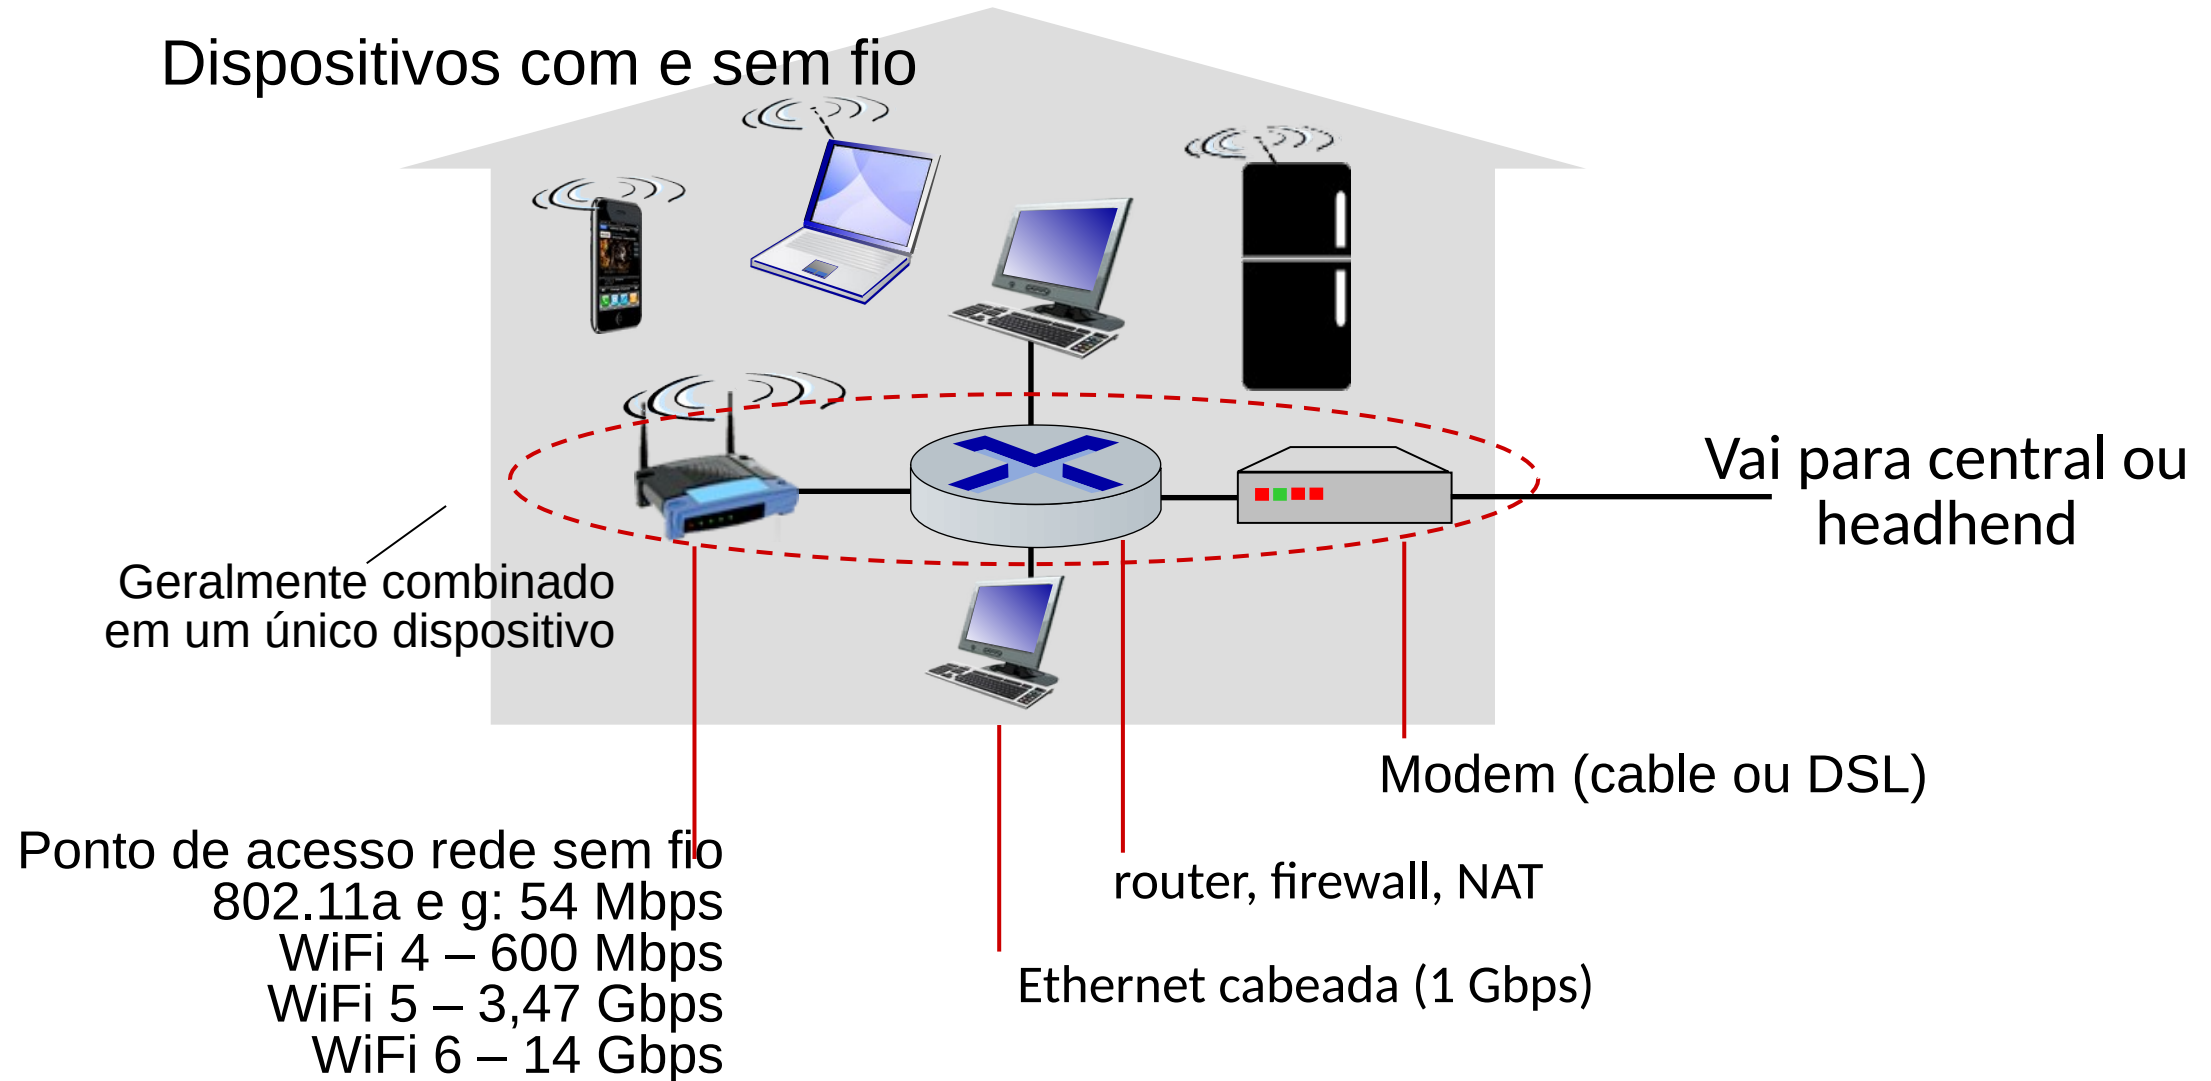 Dispositivos com e sem fio
Vai para central ou
headhend
Geralmente combinado
em um único dispositivo
Modem (cable ou DSL)
Ponto de acesso rede sem fio
802.11a e g: 54 Mbps
WiFi 4 – 600 Mbps
WiFi 5 – 3,47 Gbps
WiFi 6 – 14 Gbps
router, firewall, NAT
Ethernet cabeada (1 Gbps)